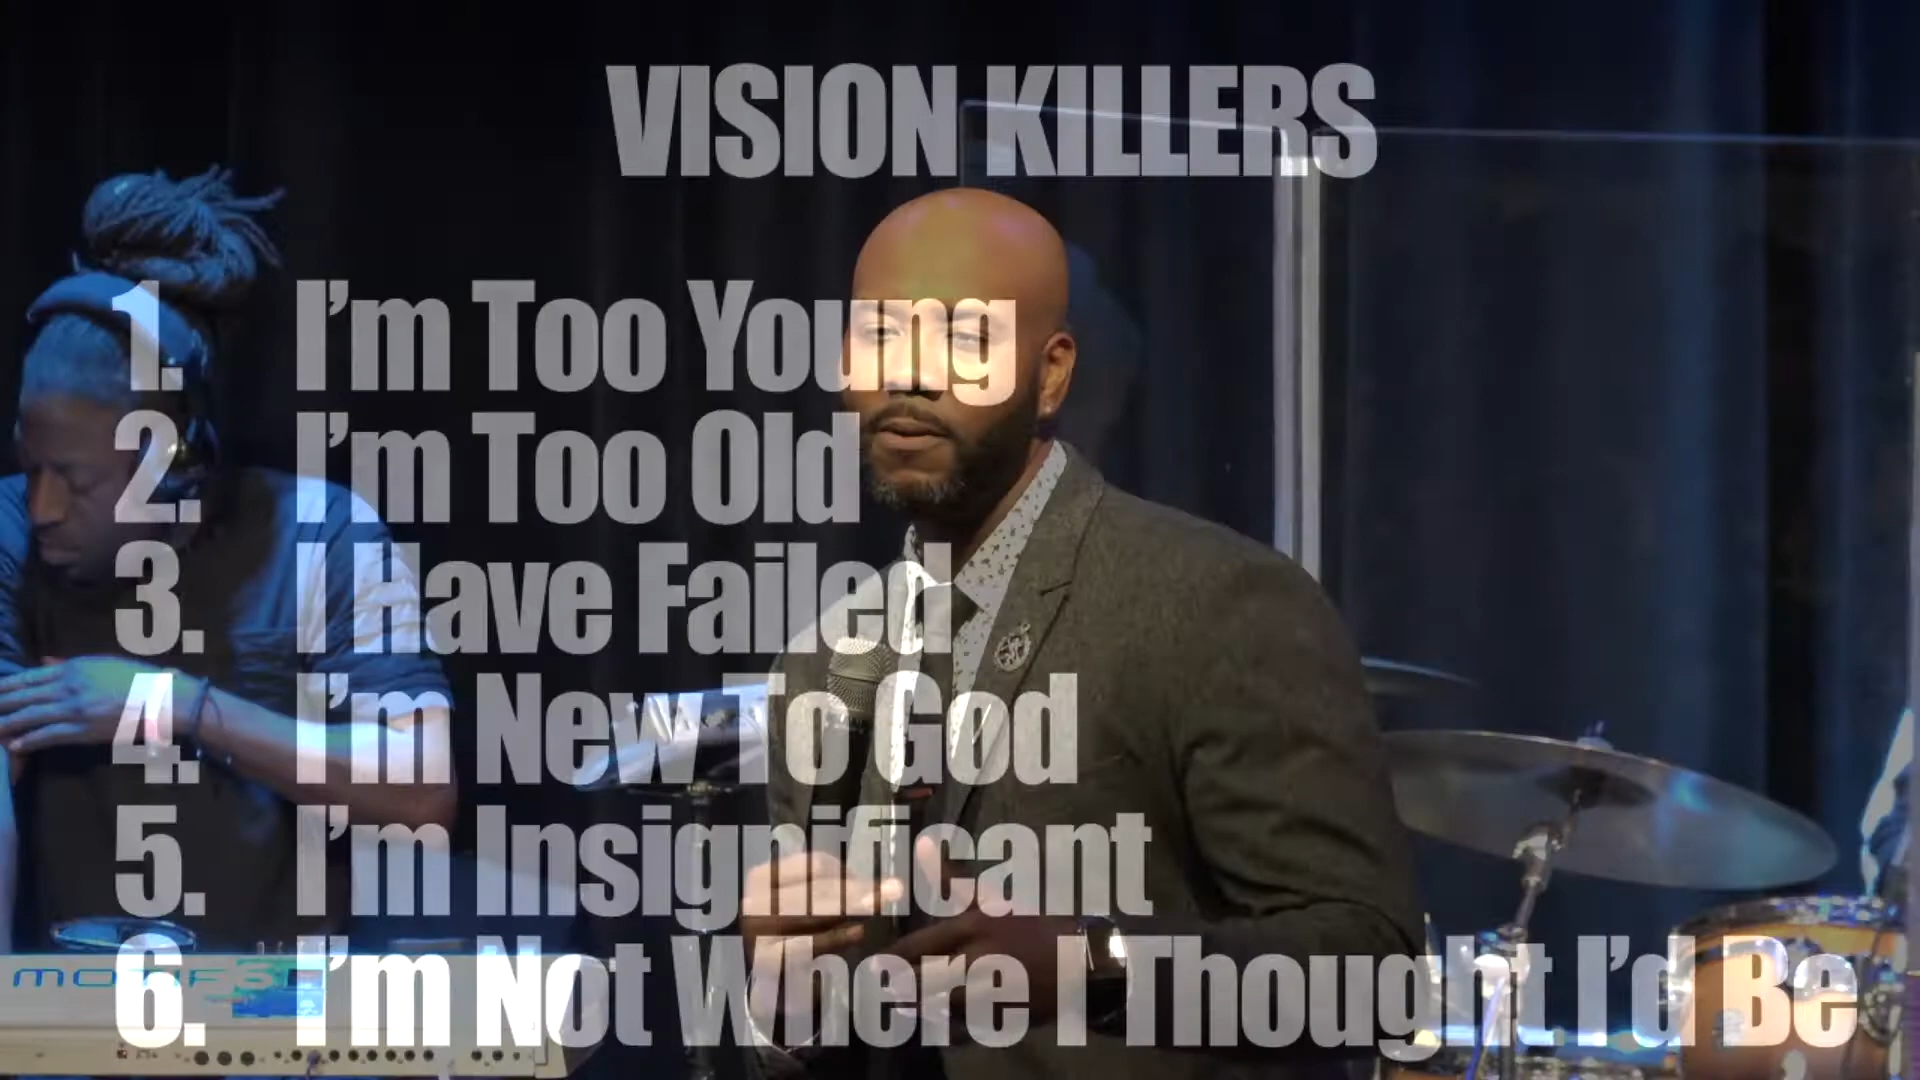 VISION KILLERS
1. I'm Too Young
2. I'm Too Old
3. I Have Failed
4. I'm New To God
5. I'm Insignificant
6. I'm Not Where I Thought I'd Be
MOTIF